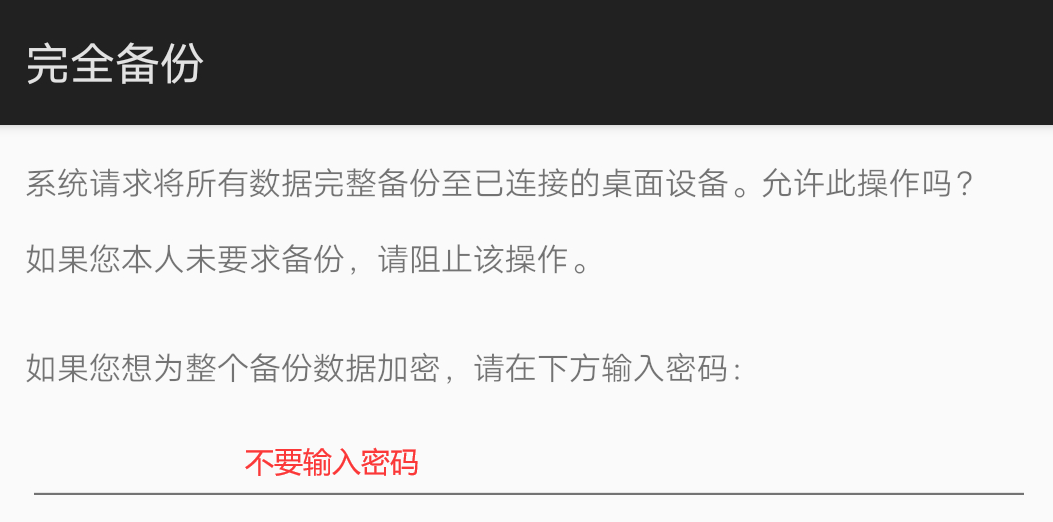 完全备份
系统请求将所有数据完整备份至已连接的桌面设备。允许此操作吗？
如果您本人未要求备份，请阻止该操作。
如果您想为整个备份数据加密，请在下方输入密码：
不要输入密码